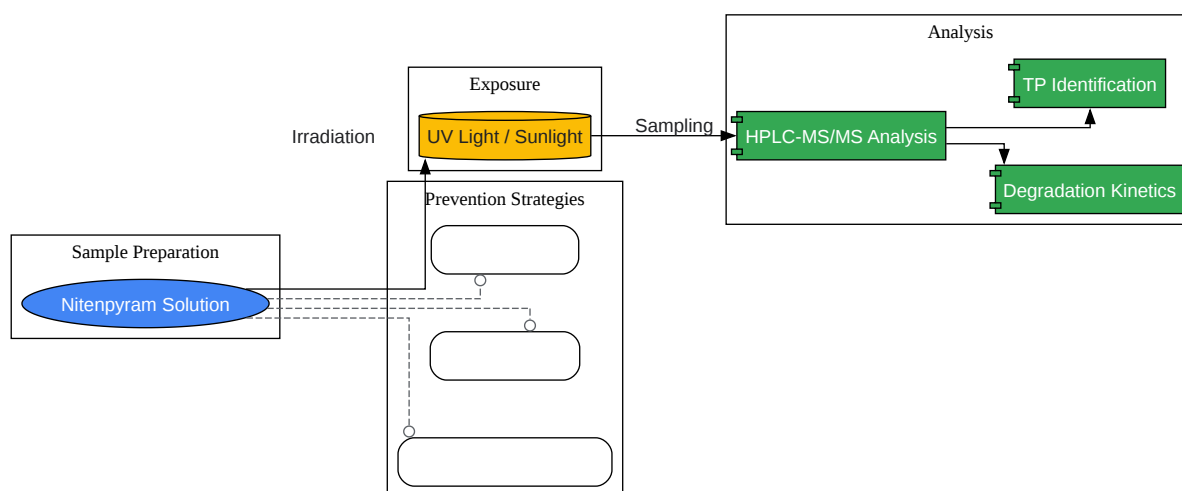 Analysis
Exposure
TP Identification
Irradiation
UV Light / Sunlight
Sampling
HPLC-MS/MS Analysis
Degradation Kinetics
Prevention Strategies
Sample Preparation
Nitenpyram Solution